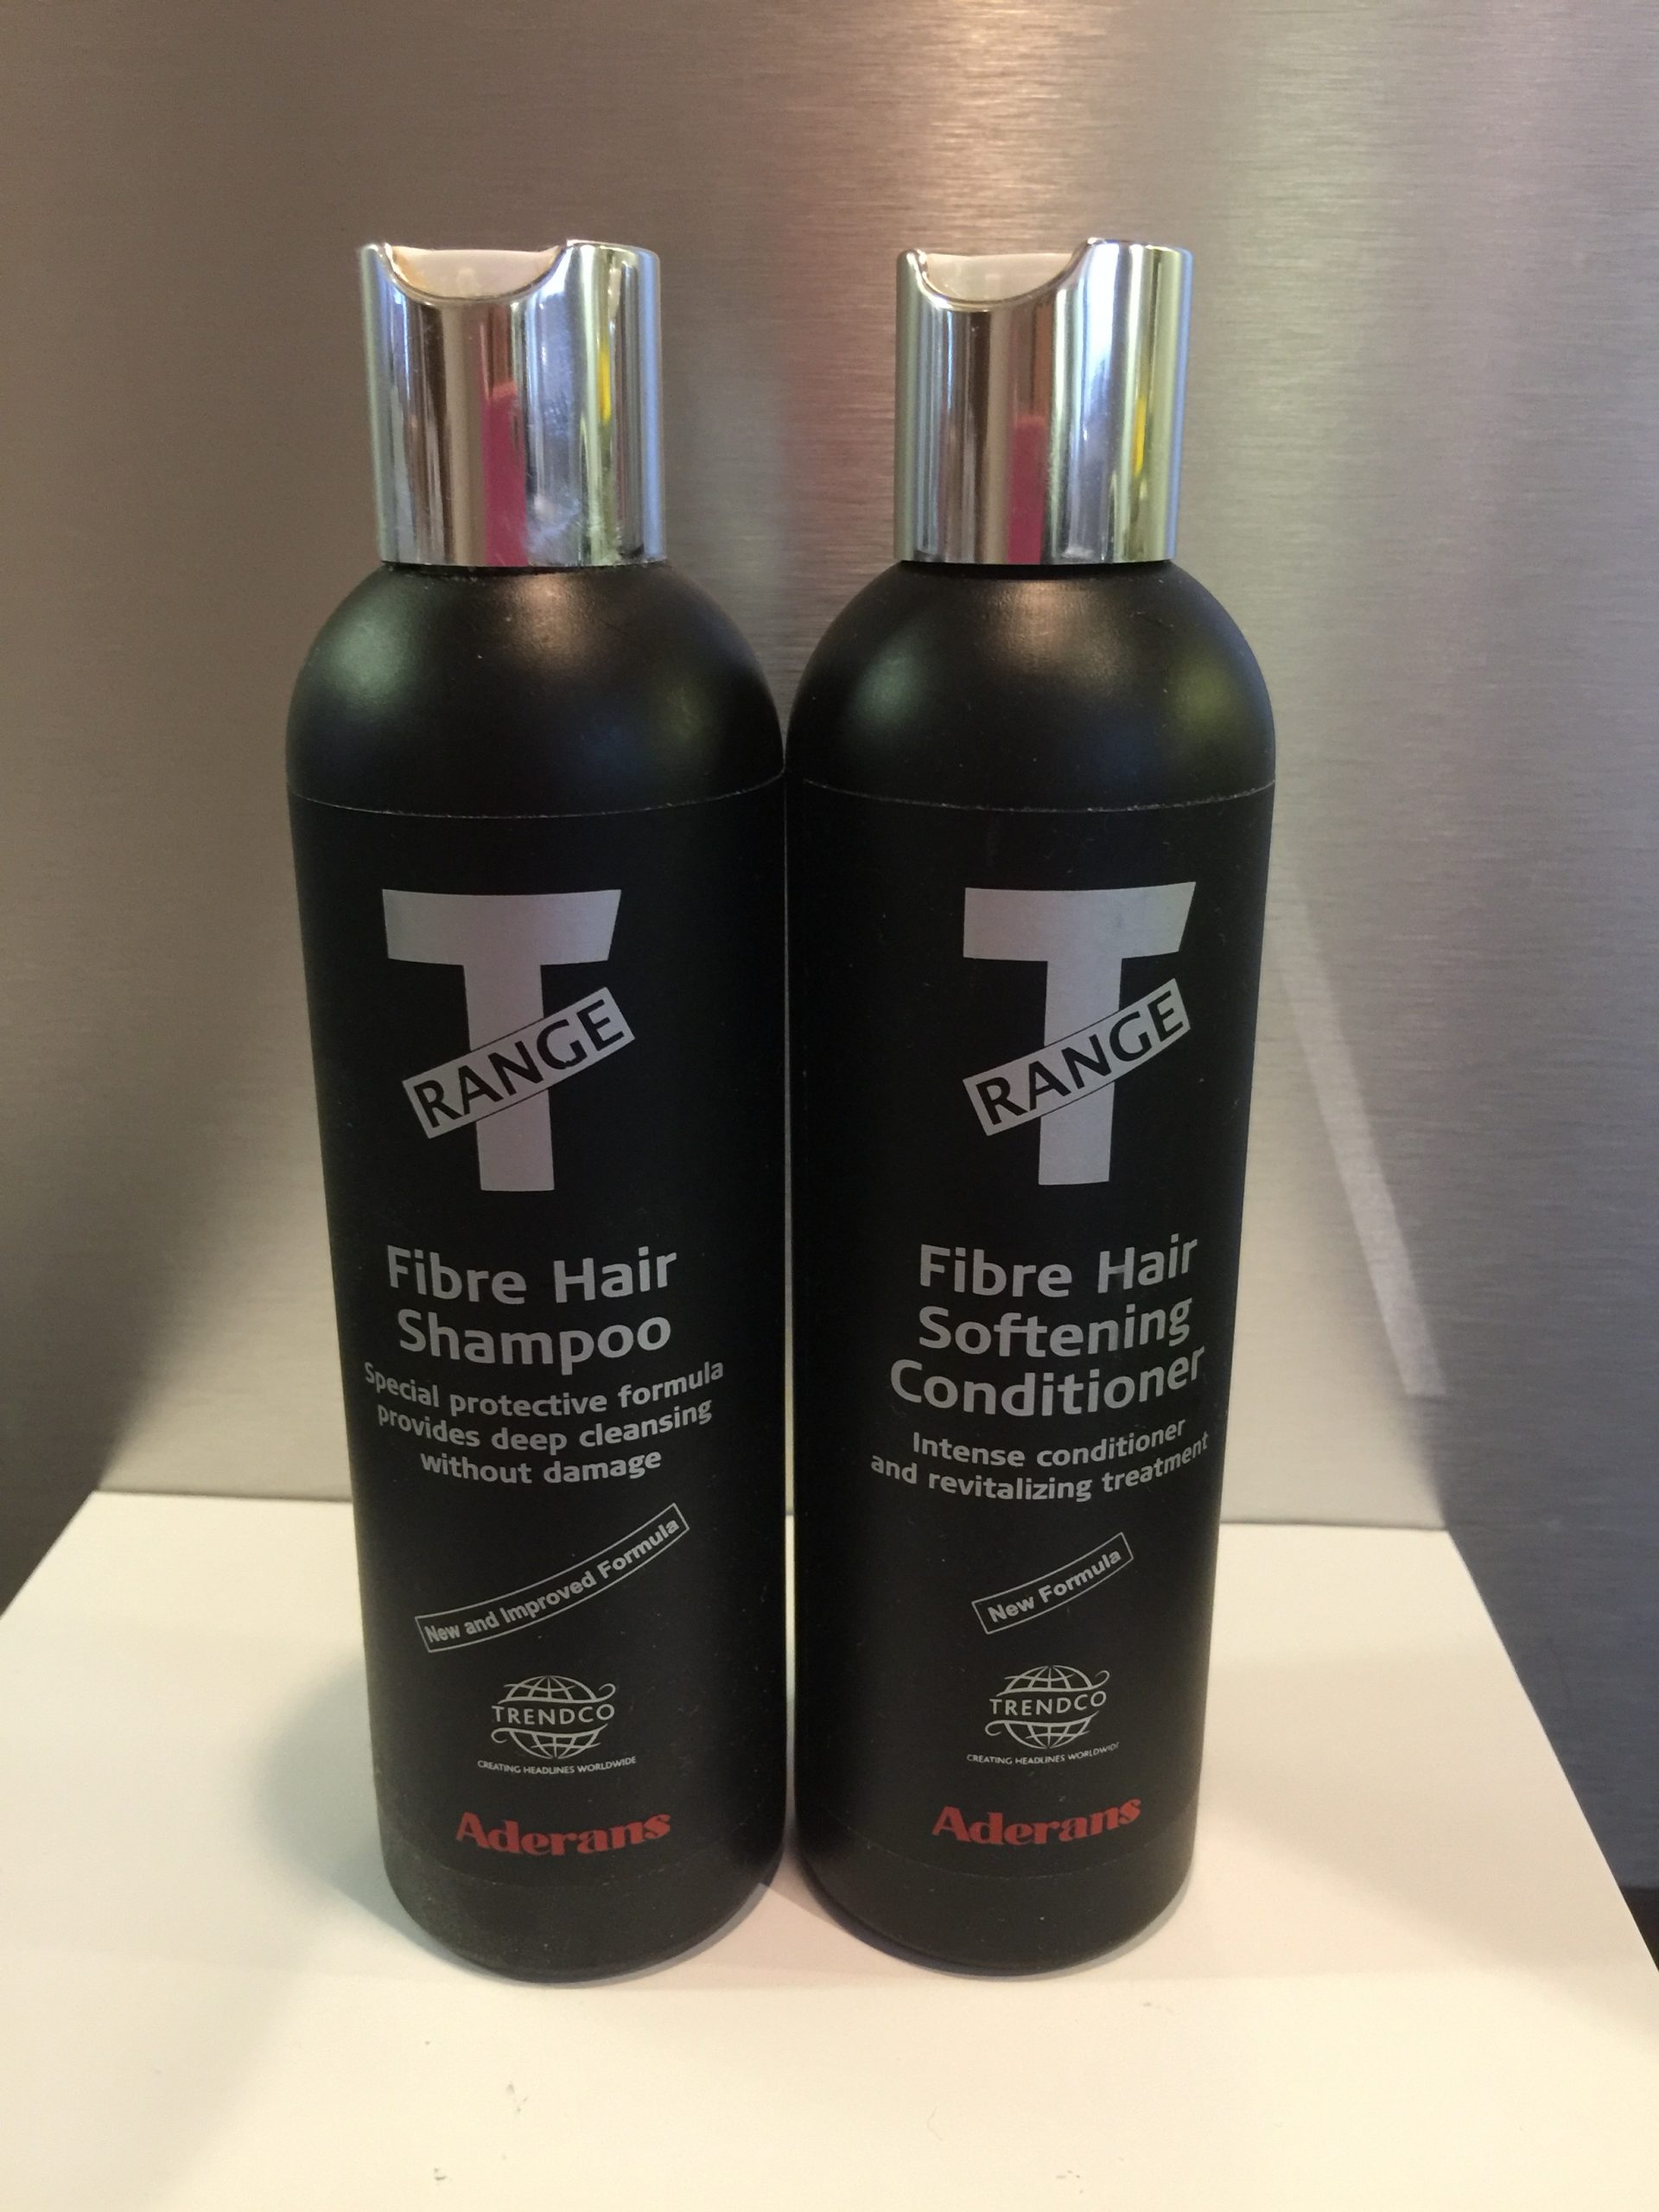 T
RANGE
Fibre Hair
Shampoo
Special protective formula
provides deep cleansing
without damage
New and Improved Formula
TRENDCO
CREATING HEADLINES WORLDWIDE
Aderans
T
RANGE
Fibre Hair
Softening
Conditioner
Intense conditioner
and revitalizing treatment
New Formula
TRENDCO
CREATING HEADLINES WORLDWIDE
Aderans